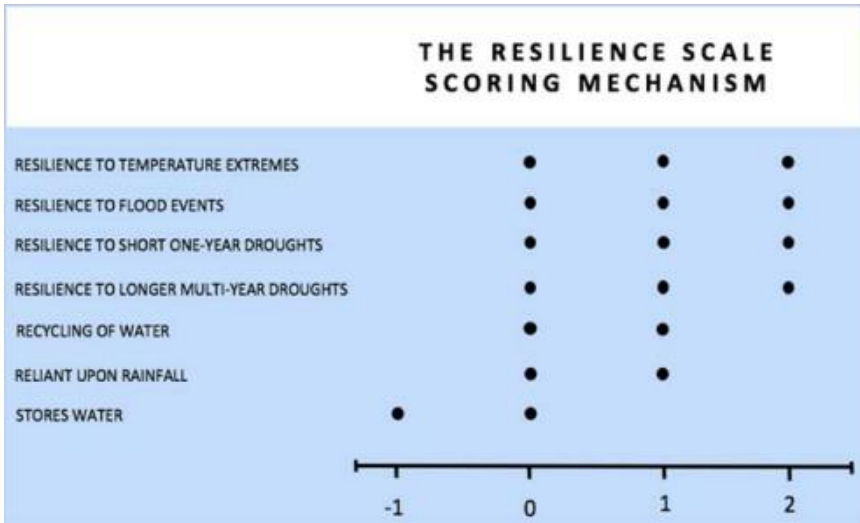 THE RESILIENCE SCALE
SCORING MECHANISM
RESILIENCE TO TEMPERATURE EXTREMES
RESILIENCE TO FLOOD EVENTS
RESILIENCE TO SHORT ONE-YEAR DROUGHTS
RESILIENCE TO LONGER MULTI-YEAR DROUGHTS
RECYCLING OF WATER
RELIANT UPON RAINFALL
STORES WATER
-1 0 1 2